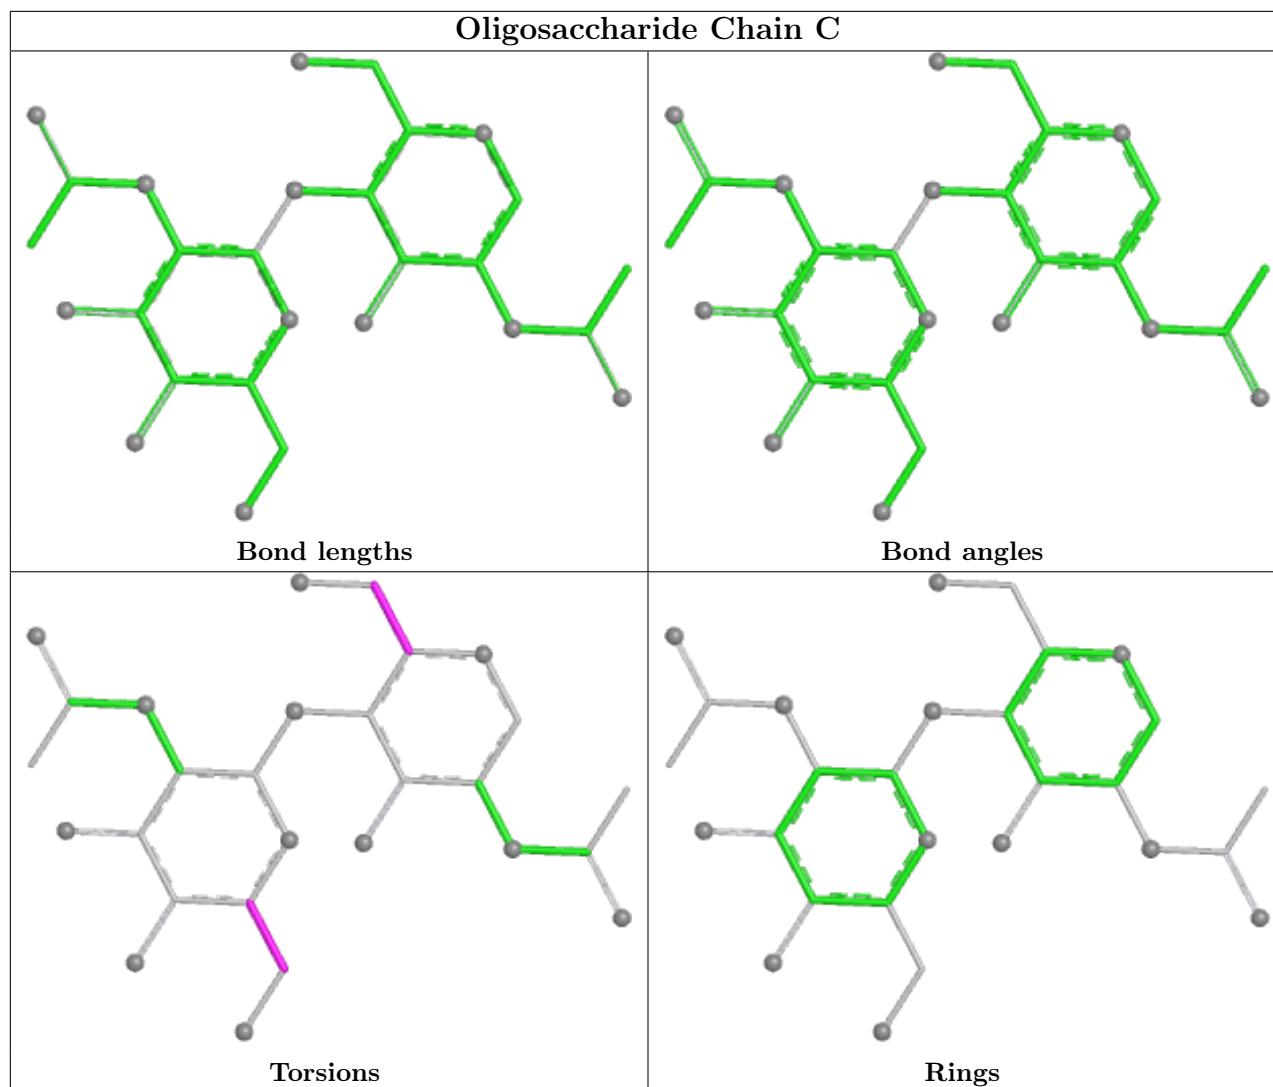 Oligosaccharide Chain C
Bond lengths
Bond angles
Torsions
Rings